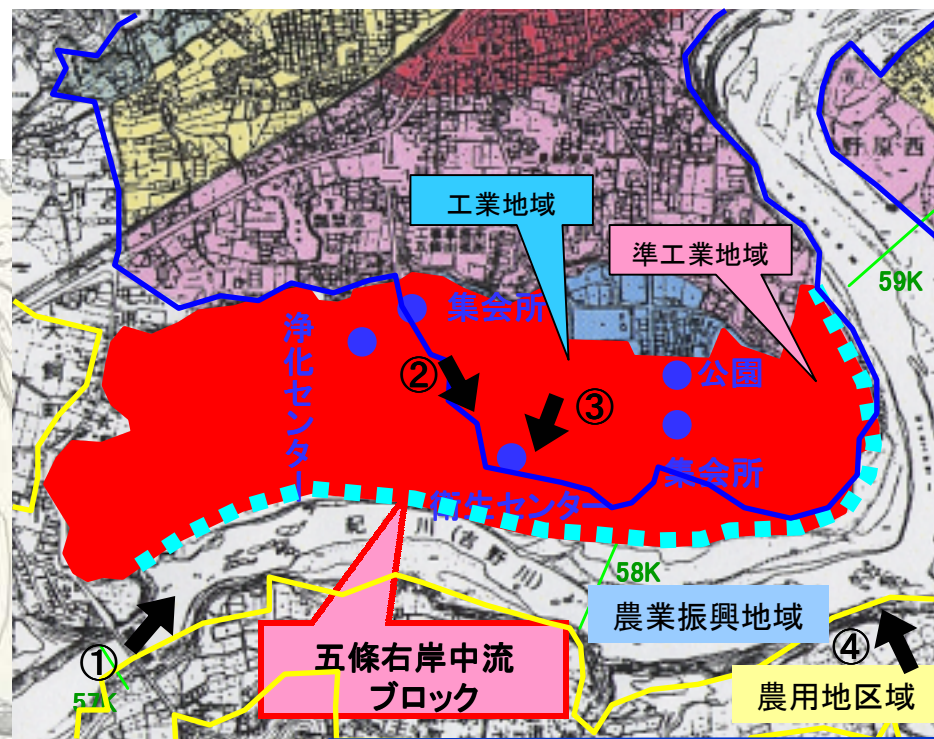 西原野
工業地域
準工業地域
59K
集会所
浄化センター
②
③
公園
集会所
衛生センター
紀ノ川(吉野川)
58K
農業振興地域
①
57K
五條右岸中流
ブロック
④
農用地区域